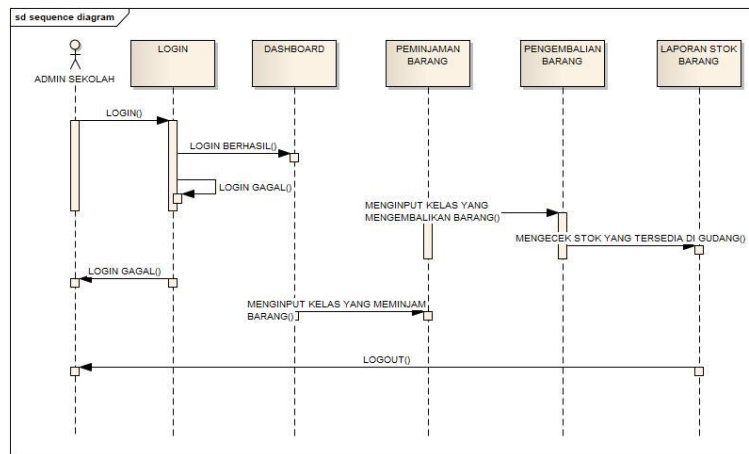 sd sequence diagram
ADMIN SEKOLAH
LOGIN
DASHBOARD
PEMINJAMAN
BARANG
PENGEMBALIAN
BARANG
LAPORAN STOK
BARANG
LOGIN()
LOGIN BERHASIL()
LOGIN GAGAL()
MENGINPUT KELAS YANG
MENGEMBALIKAN BARANG()
MENGECEK STOK YANG TERSEDIA DI GUDANG()
LOGIN GAGAL()
MENGINPUT KELAS YANG MEMINJAM
BARANG()
LOGOUT()